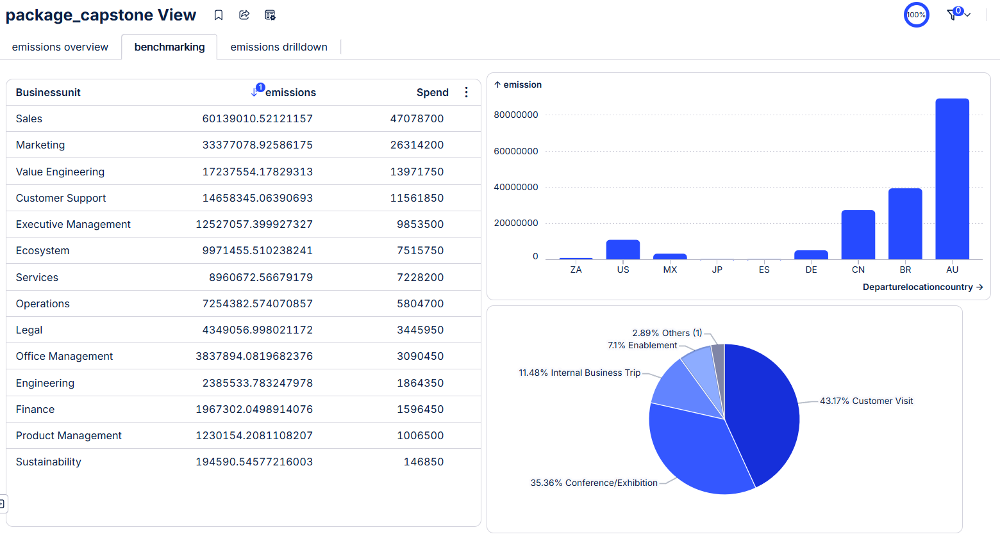 package_capstone View
100%
0
emissions overview
benchmarking
emissions drilldown
Businessunit 1 emissions Spend
Sales 60139010.52121157 47078700
Marketing 33377078.92586175 26314200
Value Engineering 17237554.17829313 13971750
Customer Support 14658345.06390693 11561850
Executive Management 12527057.399927327 9853500
Ecosystem 9971455.510238241 7515750
Services 8960672.56679179 7228200
Operations 7254382.574070857 5804700
Legal 4349056.998021172 3445950
Office Management 3837894.0819682376 3090450
Engineering 2385533.783247978 1864350
Finance 1967302.0498914076 1596450
Product Management 1230154.2081108207 1006500
Sustainability 194590.54577216003 146850
↑ emission
80000000
60000000
40000000
20000000
0
ZA US MX JP ES DE CN BR AU
Departurelocationcountry →
2.89% Others (1)
7.1% Enablement
11.48% Internal Business Trip
43.17% Customer Visit
35.36% Conference/Exhibition